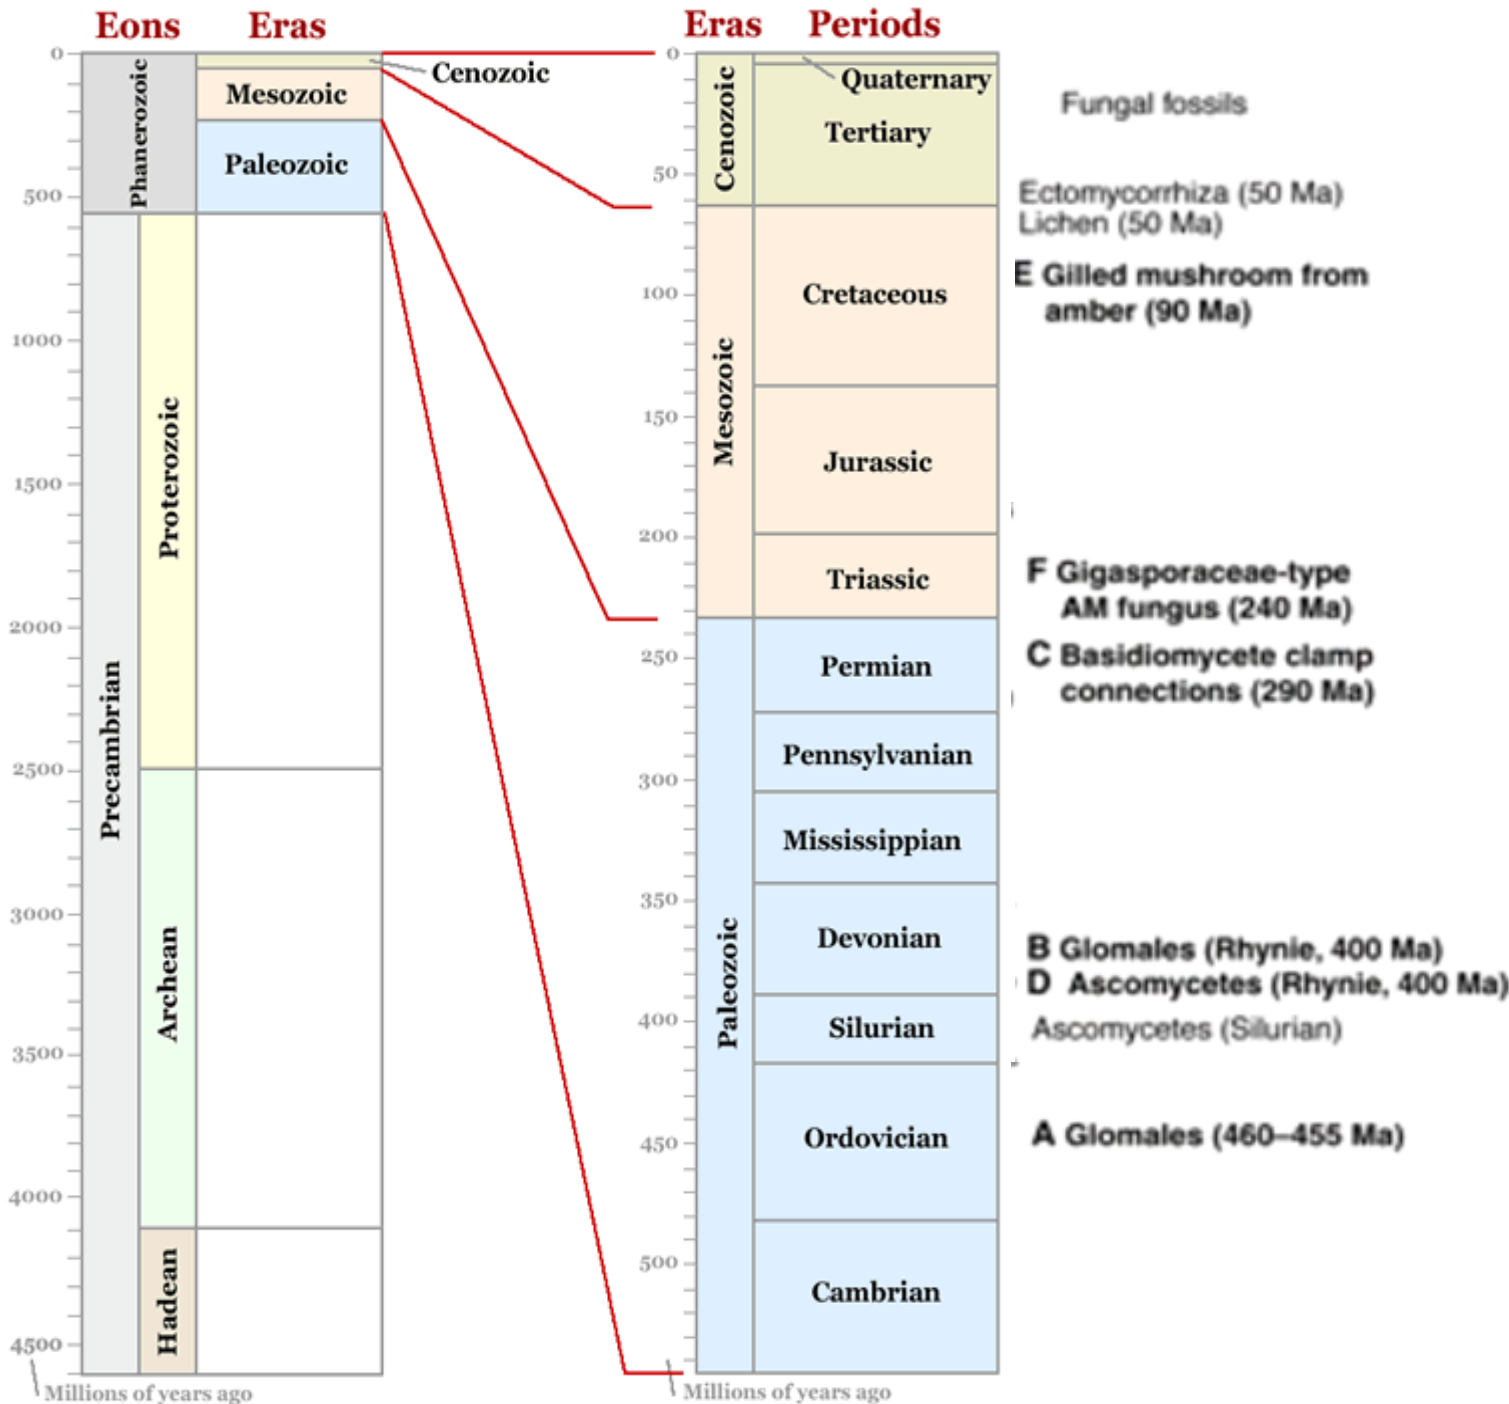 Eons Eras
0
500
1000
1500
2000
2500
3000
3500
4000
4500
Millions of years ago
Phanerozoic
Precambrian
Proterozoic
Archean
Hadean
Cenozoic
Mesozoic
Paleozoic
Eras Periods
0
50
100
150
200
250
300
350
400
450
500
Millions of years ago
Cenozoic
Mesozoic
Paleozoic
Quaternary
Tertiary
Cretaceous
Jurassic
Triassic
Permian
Pennsylvanian
Mississippian
Devonian
Silurian
Ordovician
Cambrian
Fungal fossils
Ectomycorrhiza (50 Ma)
Lichen (50 Ma)
E Gilled mushroom from
amber (90 Ma)
F Gigasporaceae-type
AM fungus (240 Ma)
C Basidiomycete clamp
connections (290 Ma)
B Glomales (Rhynie, 400 Ma)
D Ascomycetes (Rhynie, 400 Ma)
Ascomycetes (Silurian)
A Glomales (460–455 Ma)